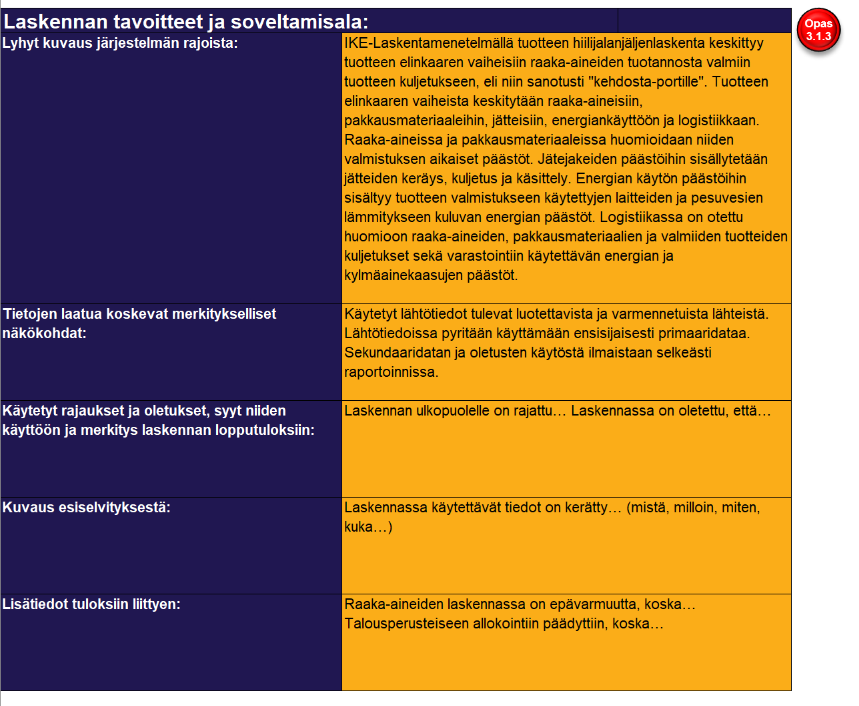 Laskennan tavoitteet ja soveltamisala:
Opas
3.1.3
Lyhyt kuvaus järjestelmän rajoista:
IKE-Laskentamenetelmällä tuotteen hiilijalanjäljenlaskenta keskittyy
tuotteen elinkaaren vaiheisiin raaka-aineiden tuotannosta valmiin
tuotteen kuljetukseen, eli niin sanotusti "kehdosta-portille". Tuotteen
elinkaaren vaiheista keskitytään raaka-aineisiin,
pakkausmateriaaleihin, jätteisiin, energiankäyttöön ja logistiikkaan.
Raaka-aineissa ja pakkausmateriaaleissa huomioidaan niiden
valmistuksen aikaiset päästöt. Jätejakeiden päästöihin sisällytetään
jätteiden keräys, kuljetus ja käsittely. Energian käytön päästöihin
sisältyy tuotteen valmistukseen käytettyjen laitteiden ja pesuvesien
lämmitykseen kuluvan energian päästöt. Logistiikassa on otettu
huomioon raaka-aineiden, pakkausmateriaalien ja valmiiden tuotteiden
kuljetukset sekä varastointiin käytettävän energian ja
kylmäainekaasujen päästöt.
Tietojen laatua koskevat merkitykselliset
näkökohdat:
Käytetyt lähtötiedot tulevat luotettavista ja varmennetuista lähteistä.
Lähtötiedoissa pyritään käyttämään ensisijaisesti primaaridataa.
Sekundaaridatan ja oletusten käytöstä ilmaistaan selkeästi
raportoinnissa.
Käytetyt rajaukset ja oletukset, syyt niiden
käyttöön ja merkitys laskennan lopputuloksiin:
Laskennan ulkopuolelle on rajattu… Laskennassa on oletettu, että…
Kuvaus esiselvityksestä:
Laskennassa käytettävät tiedot on kerätty… (mistä, milloin, miten,
kuka…)
Lisätiedot tuloksiin liittyen:
Raaka-aineiden laskennassa on epävarmuutta, koska…
Talousperusteiseen allokointiin päädyttiin, koska…